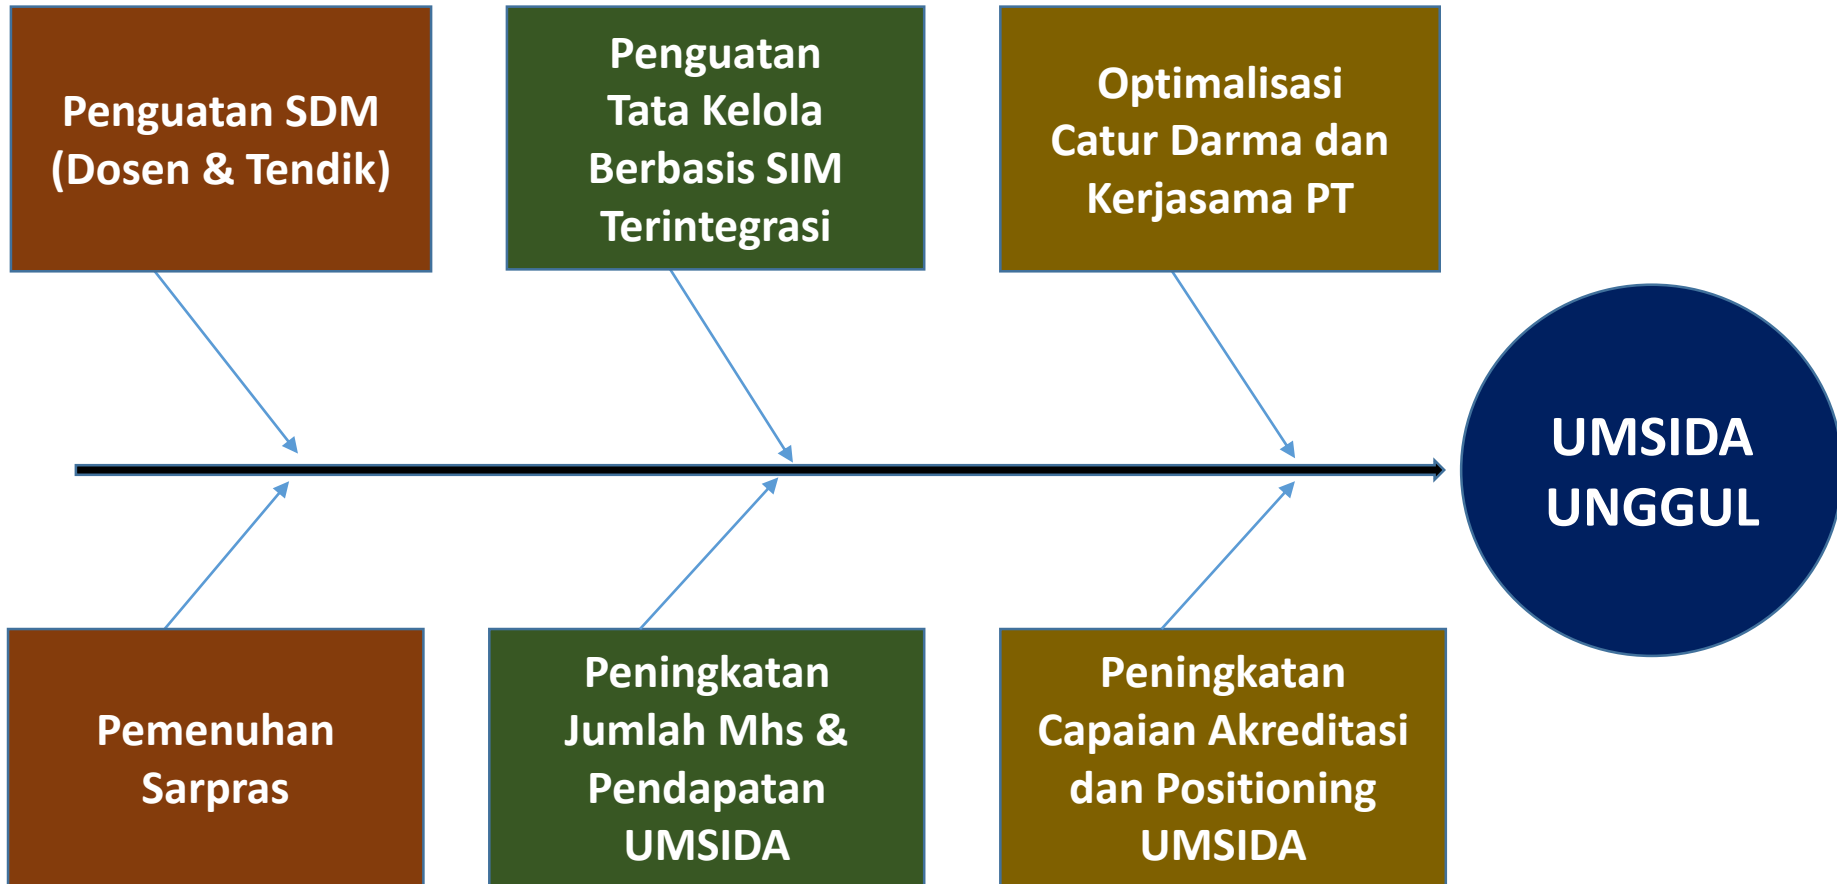 Penguatan SDM
(Dosen & Tendik)
Penguatan
Tata Kelola
Berbasis SIM
Terintegrasi
Optimalisasi
Catur Darma dan
Kerjasama PT
UMSIDA
UNGGUL
Pemenuhan
Sarpras
Peningkatan
Jumlah Mhs &
Pendapatan
UMSIDA
Peningkatan
Capaian Akreditasi
dan Positioning
UMSIDA